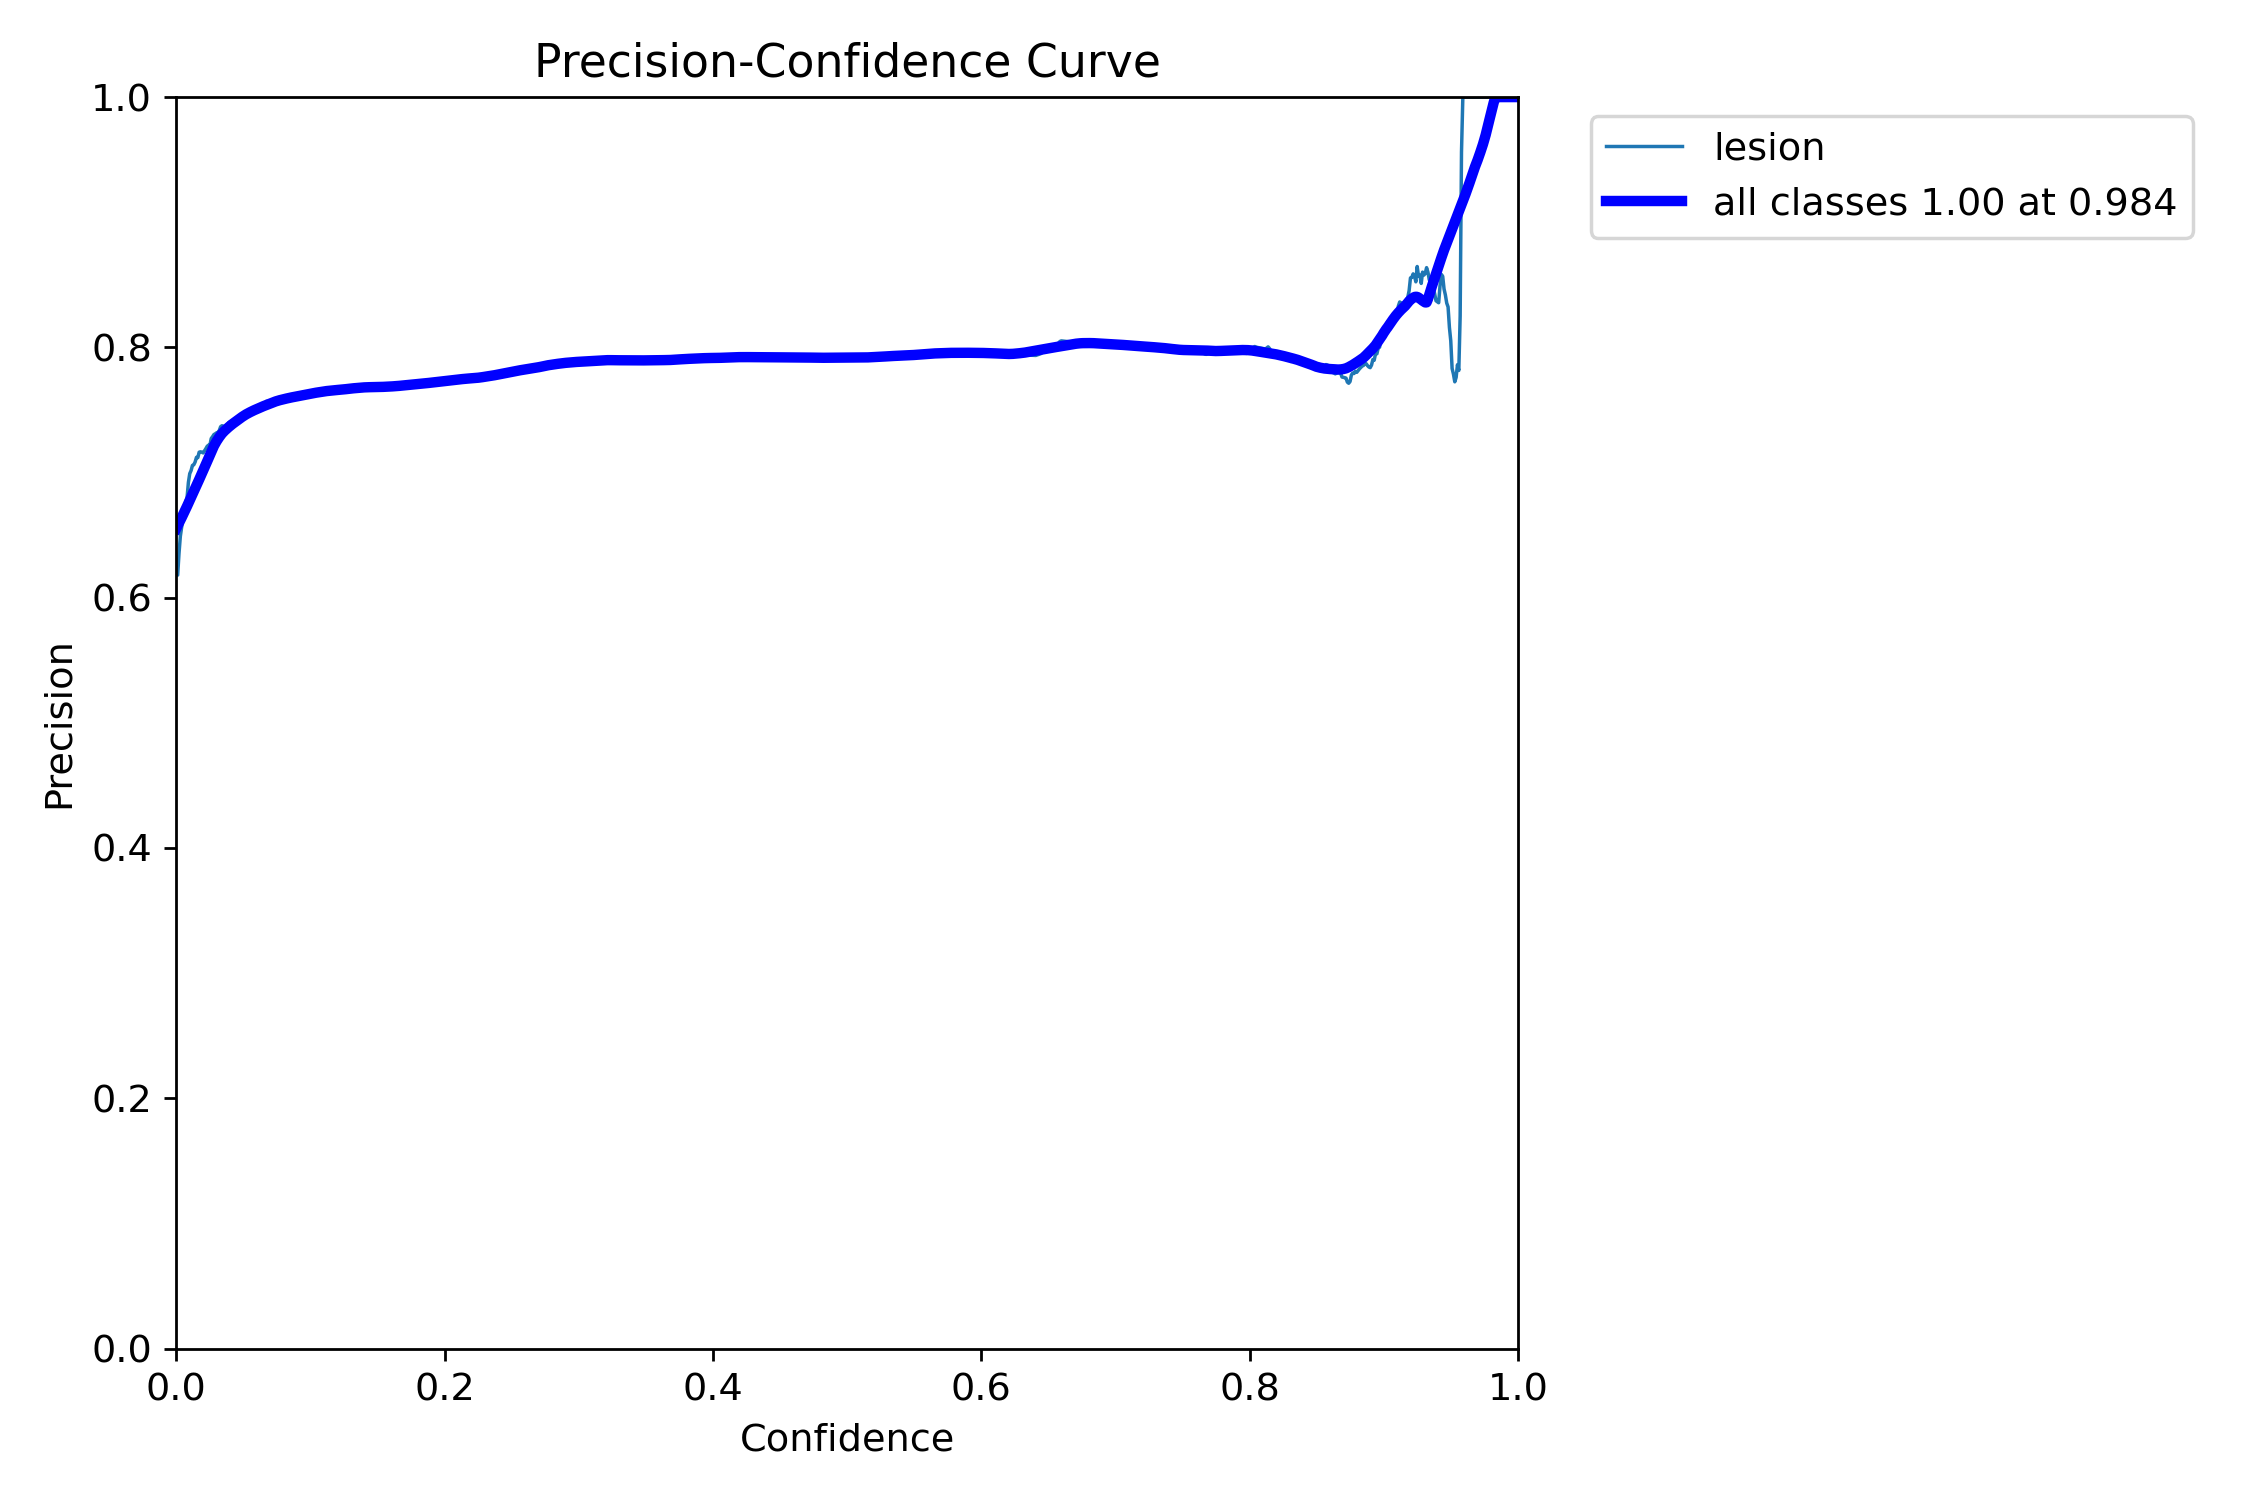 Precision-Confidence Curve
1.0
0.8
0.6
0.4
0.2
0.0
Precision
0.0 0.2 0.4 0.6 0.8 1.0
Confidence
lesion
all classes 1.00 at 0.984